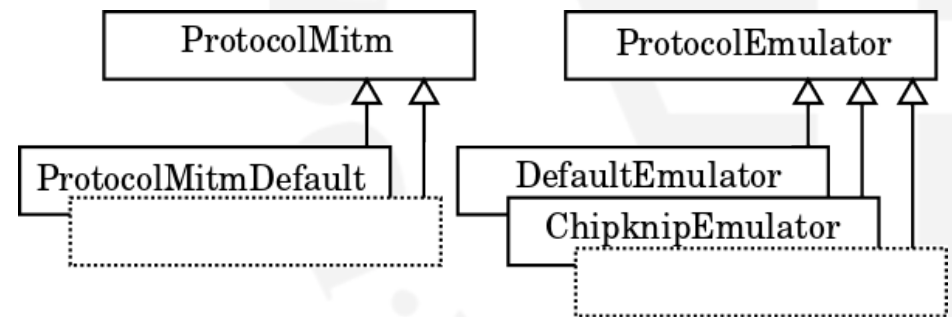 ProtocolMitm
ProtocolEmulator
ProtocolMitmDefault
DefaultEmulator
ChipknipEmulator